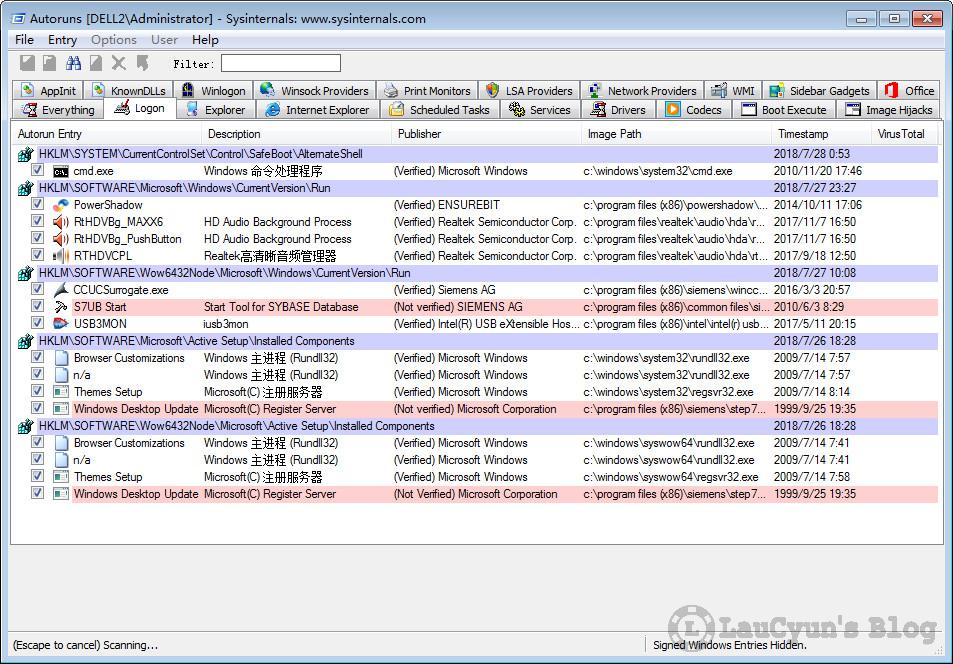 Autoruns [DELL2\Administrator] - Sysinternals: www.sysinternals.com
File Entry Options User Help
Filter:
AppInit KnownDLLs Winlogon Winsock Providers Print Monitors LSA Providers Network Providers WMI Sidebar Gadgets Office
Everything Logon Explorer Internet Explorer Scheduled Tasks Services Drivers Codecs Boot Execute Image Hijacks
Autorun Entry Description Publisher Image Path Timestamp VirusTotal
HKLM\SYSTEM\CurrentControlSet\Control\SafeBoot\AlternateShell 2018/7/28 0:53
cmd.exe Windows 命令处理程序 (Verified) Microsoft Windows c:\windows\system32\cmd.exe 2010/11/20 17:46
HKLM\SOFTWARE\Microsoft\Windows\CurrentVersion\Run 2018/7/27 23:27
PowerShadow (Verified) ENSUREBIT c:\program files (x86)\powershadow\... 2014/10/11 17:06
RtHDVBg_MAXX6 HD Audio Background Process (Verified) Realtek Semiconductor Corp. c:\program files\realtek\audio\hda\r... 2017/11/7 16:50
RtHDVBg_PushButton HD Audio Background Process (Verified) Realtek Semiconductor Corp. c:\program files\realtek\audio\hda\r... 2017/11/7 16:50
RTHDVCPL Realtek高清晰音频管理器 (Verified) Realtek Semiconductor Corp. c:\program files\realtek\audio\hda\rt... 2017/9/18 12:50
HKLM\SOFTWARE\Wow6432Node\Microsoft\Windows\CurrentVersion\Run 2018/7/27 10:08
CCUCSurrogate.exe (Verified) Siemens AG c:\program files (x86)\siemens\wincc... 2016/3/3 20:57
S7UB Start Start Tool for SYBASE Database (Not verified) SIEMENS AG c:\program files (x86)\common files\si... 2010/6/3 8:29
USB3MON iusb3mon (Verified) Intel(R) USB eXtensible Hos... c:\program files (x86)\intel\intel(r) usb... 2017/5/11 20:15
HKLM\SOFTWARE\Microsoft\Active Setup\Installed Components 2018/7/26 18:28
Browser Customizations Windows 主进程 (Rundll32) (Verified) Microsoft Windows c:\windows\system32\rundll32.exe 2009/7/14 7:57
n/a Windows 主进程 (Rundll32) (Verified) Microsoft Windows c:\windows\system32\rundll32.exe 2009/7/14 7:57
Themes Setup Microsoft(C) 注册服务器 (Verified) Microsoft Windows c:\windows\system32\regsvr32.exe 2009/7/14 8:14
Windows Desktop Update Microsoft(C) Register Server (Not verified) Microsoft Corporation c:\program files (x86)\siemens\step7... 1999/9/25 19:35
HKLM\SOFTWARE\Wow6432Node\Microsoft\Active Setup\Installed Components 2018/7/26 18:28
Browser Customizations Windows 主进程 (Rundll32) (Verified) Microsoft Windows c:\windows\syswow64\rundll32.exe 2009/7/14 7:41
n/a Windows 主进程 (Rundll32) (Verified) Microsoft Windows c:\windows\syswow64\rundll32.exe 2009/7/14 7:41
Themes Setup Microsoft(C) 注册服务器 (Verified) Microsoft Windows c:\windows\syswow64\regsvr32.exe 2009/7/14 7:58
Windows Desktop Update Microsoft(C) Register Server (Not Verified) Microsoft Corporation c:\program files (x86)\siemens\step7... 1999/9/25 19:35
L LauCyun's Blog
(Escape to cancel) Scanning... Signed Windows Entries Hidden.